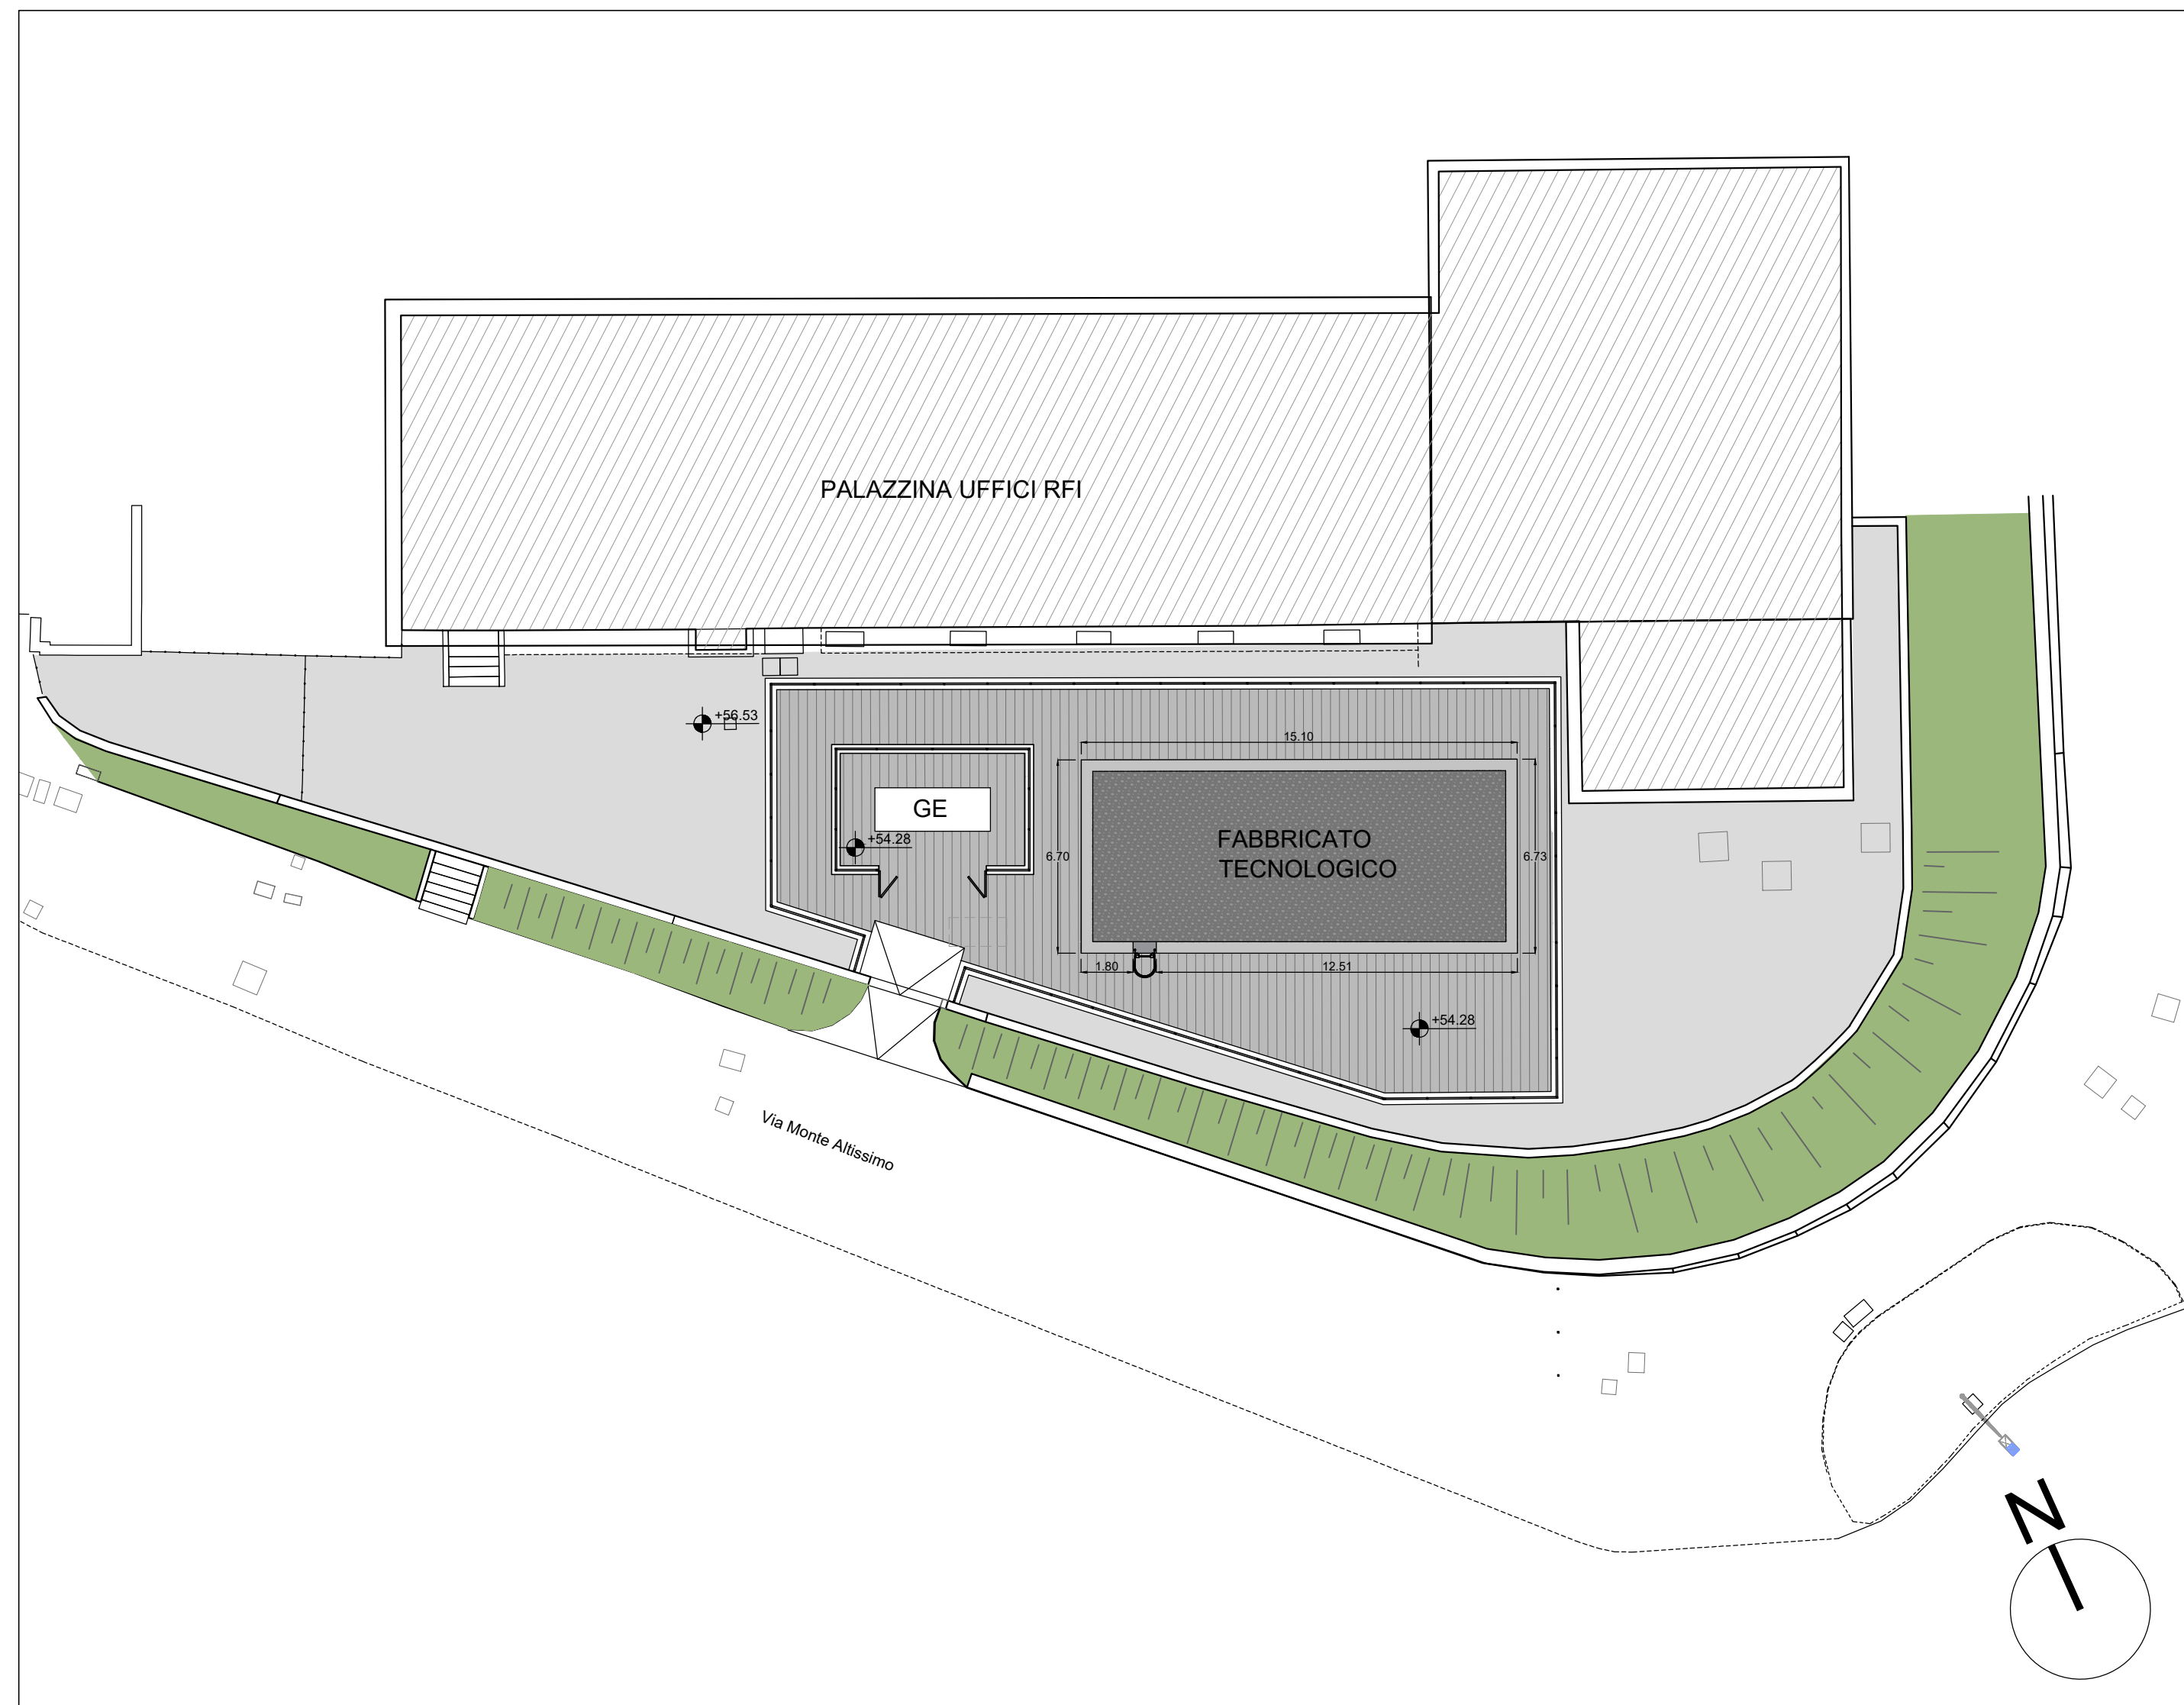 PALAZZINA UFFICI RFI
+56.53
15.10
GE
+54.28
FABBRICATO
TECNOLOGICO
6.70
6.73
1.80
12.51
+54.28
Via Monte Altissimo
N